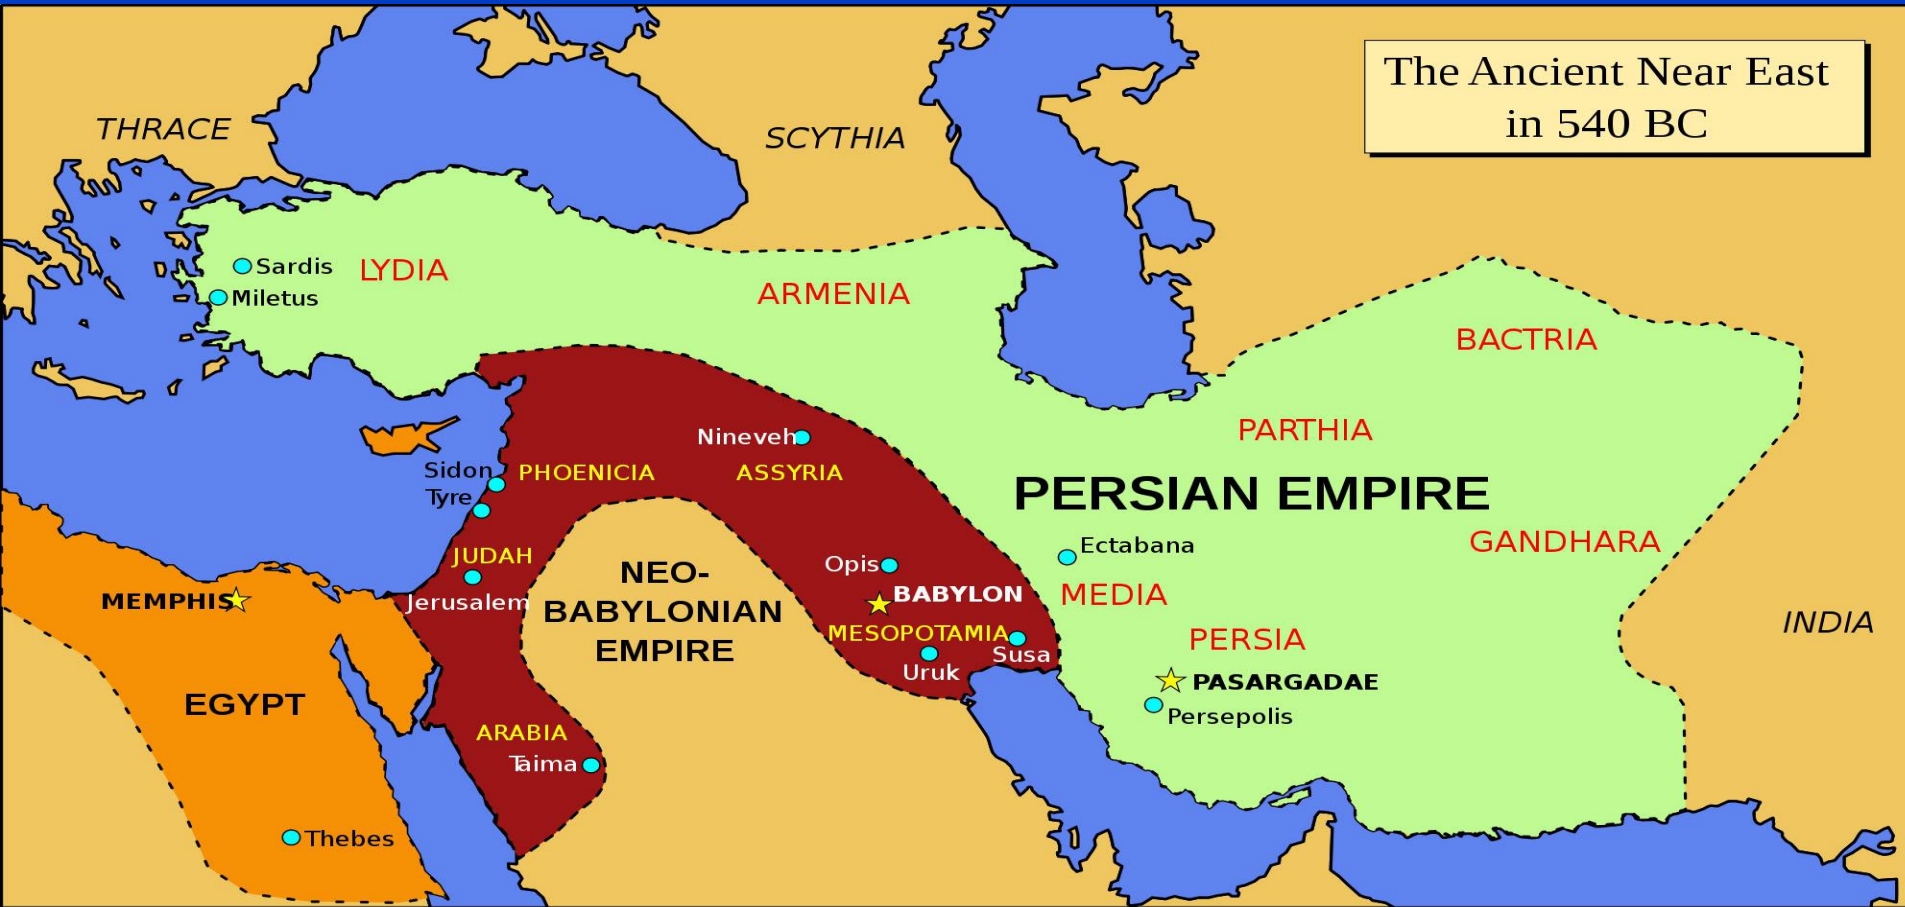 The Ancient Near East
in 540 BC
THRACE
SCYTHIA
Sardis
LYDIA
Miletus
ARMENIA
BACTRIA
PARTHIA
Nineveh
Sidon
PHOENICIA
ASSYRIA
Tyre
PERSIAN EMPIRE
GANDHARA
Ectabana
JUDAH
Opis
NEO-
BABYLONIAN
EMPIRE
BABYLON
MEDIA
MEMPHIS
Jerusalem
INDIA
MESOPOTAMIA
PERSIA
Susa
Uruk
PASARGADAE
EGYPT
Persepolis
ARABIA
Taima
Thebes